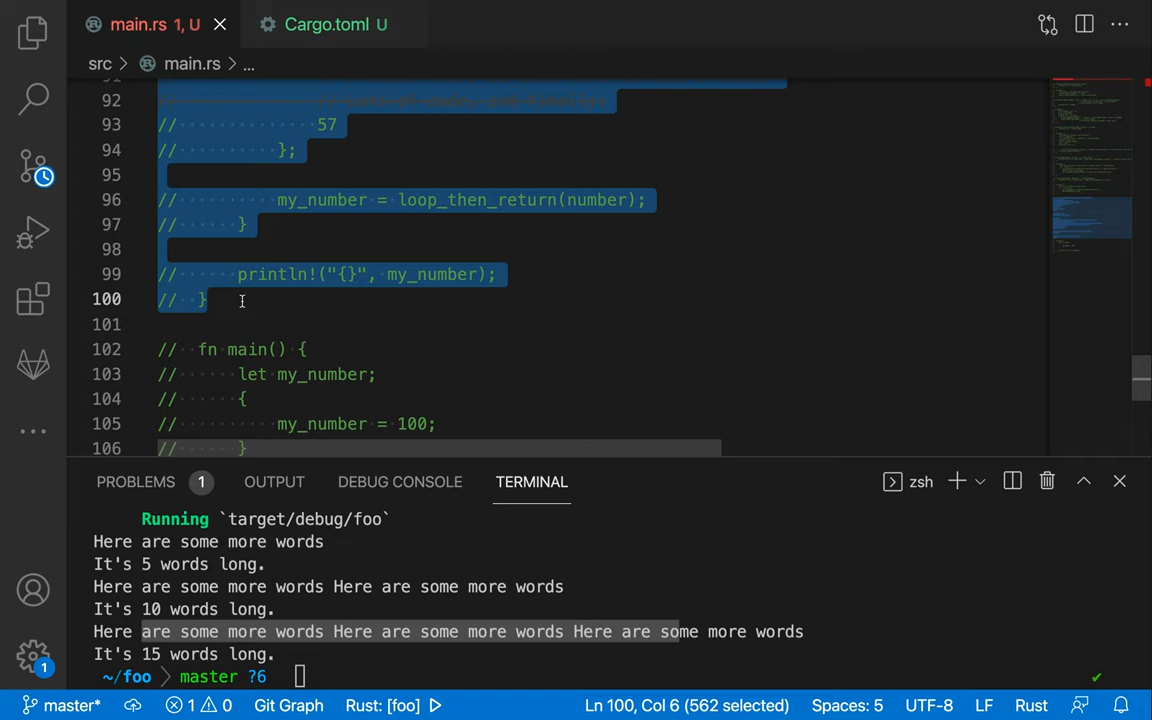 main.rs 1, U
Cargo.toml U
src > main.rs > ...
91
92 //
93 // 57
94 // };
95
96 // my_number = loop_then_return(number);
97 // }
98
99 // println!("{}", my_number);
100 // }
101
102 // fn main() {
103 // let my_number;
104 // {
105 // my_number = 100;
106 // }
PROBLEMS 1 OUTPUT DEBUG CONSOLE TERMINAL zsh
Running `target/debug/foo`
Here are some more words
It's 5 words long.
Here are some more words Here are some more words
It's 10 words long.
Here are some more words Here are some more words Here are some more words
It's 15 words long.
~/foo > master ?6
1
master* 1 0 Git Graph Rust: [foo] Ln 100, Col 6 (562 selected) Spaces: 5 UTF-8 LF Rust